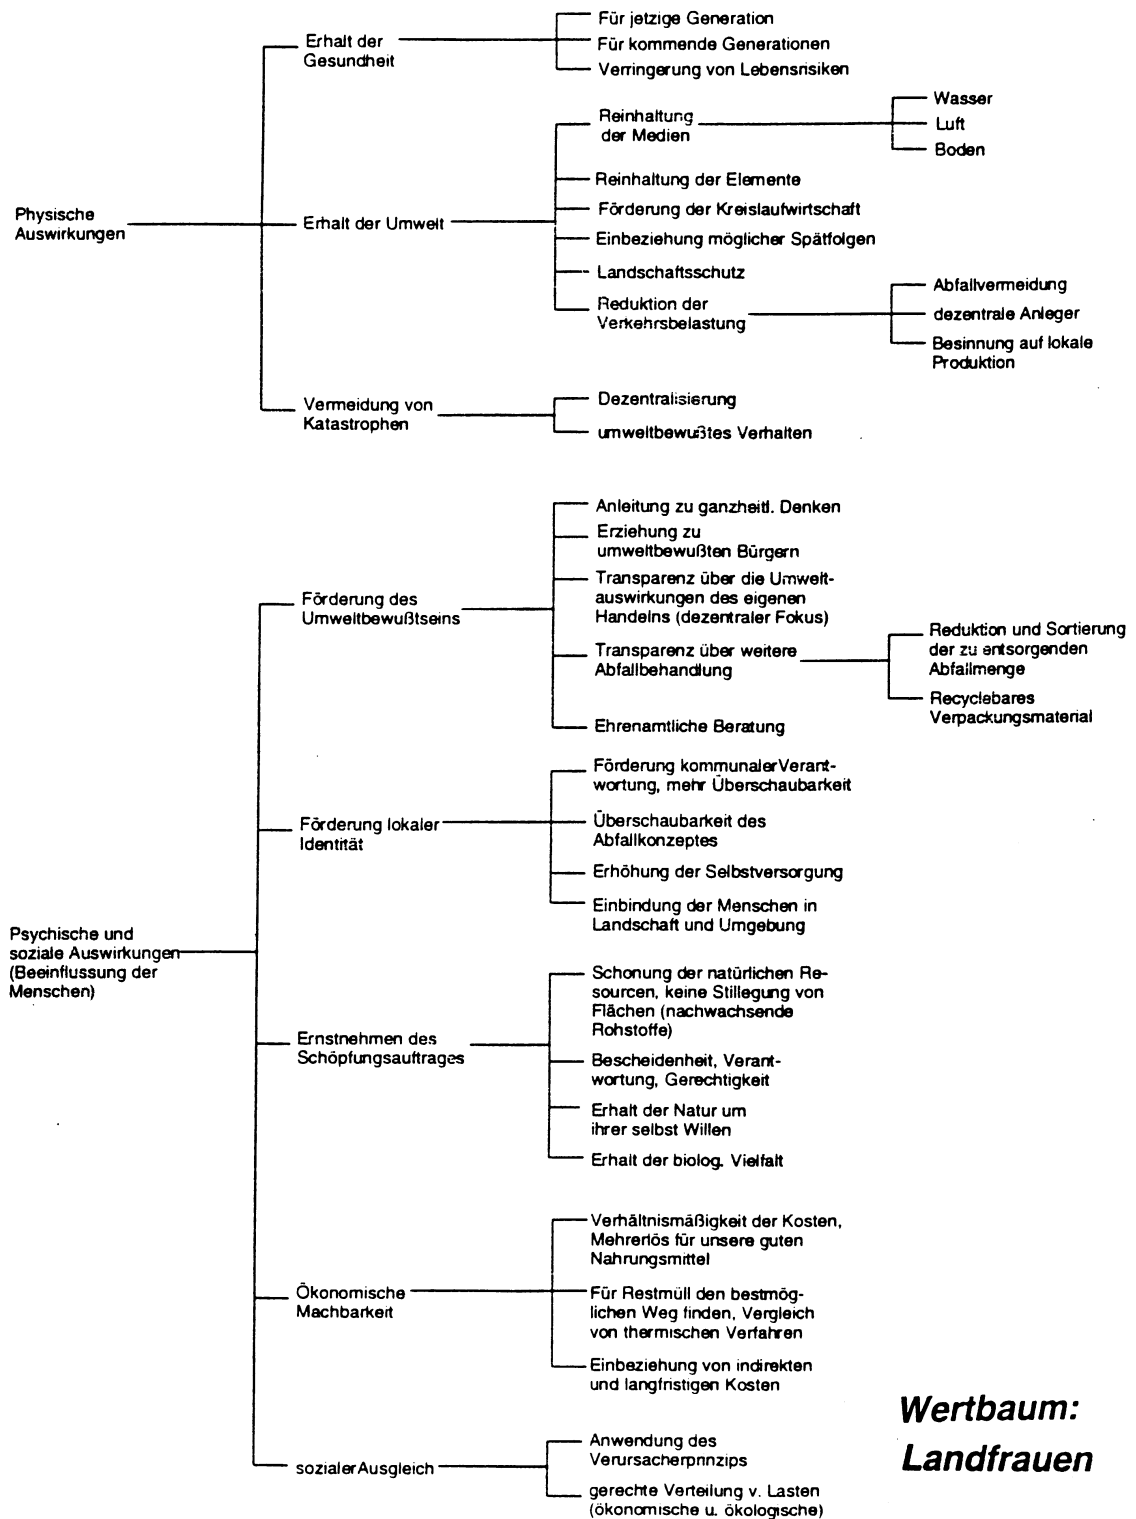 Für jetzige Generation
Erhalt der
Gesundheit
Für kommende Generationen
Verringerung von Lebensrisiken
Wasser
Reinhaltung
der Medien
Luft
Boden
Reinhaltung der Elemente
Physische
Auswirkungen
Erhalt der Umwelt
Förderung der Kreislaufwirtschaft
Einbeziehung möglicher Spätfolgen
Landschaftsschutz
Reduktion der
Verkehrsbelastung
Abfallvermeidung
dezentrale Anleger
Besinnung auf lokale
Produktion
Vermeidung von
Katastrophen
Dezentralisierung
umweltbewußtes Verhalten
Anleitung zu ganzheitl. Denken
Erziehung zu
umweltbewußten Bürgern
Förderung des
Umweltbewußtseins
Transparenz über die Umwelt-
auswirkungen des eigenen
Handelns (dezentraler Fokus)
Transparenz über weitere
Abfallbehandlung
Reduktion und Sortierung
der zu entsorgenden
Abfallmenge
Recyclebares
Verpackungsmaterial
Ehrenamtliche Beratung
Förderung kommunaler Verant-
wortung, mehr Überschaubarkeit
Förderung lokaler
Identität
Überschaubarkeit des
Abfallkonzeptes
Erhöhung der Selbstversorgung
Einbindung der Menschen in
Landschaft und Umgebung
Psychische und
soziale Auswirkungen
(Beeinflussung der
Menschen)
Schonung der natürlichen Re-
sourcen, keine Stillegung von
Flächen (nachwachsende
Rohstoffe)
Ernstnehmen des
Schöpfungsauftrages
Bescheidenheit, Verant-
wortung, Gerechtigkeit
Erhalt der Natur um
ihrer selbst Willen
Erhalt der biolog. Vielfalt
Verhältnismäßigkeit der Kosten,
Mehrerlös für unsere guten
Nahrungsmittel
Ökonomische
Machbarkeit
Für Restmüll den bestmög-
lichen Weg finden, Vergleich
von thermischen Verfahren
Einbeziehung von indirekten
und langfristigen Kosten
sozialer Ausgleich
Anwendung des
Verursacherprinzips
gerechte Verteilung v. Lasten
(ökonomische u. ökologische)
Wertbaum:
Landfrauen